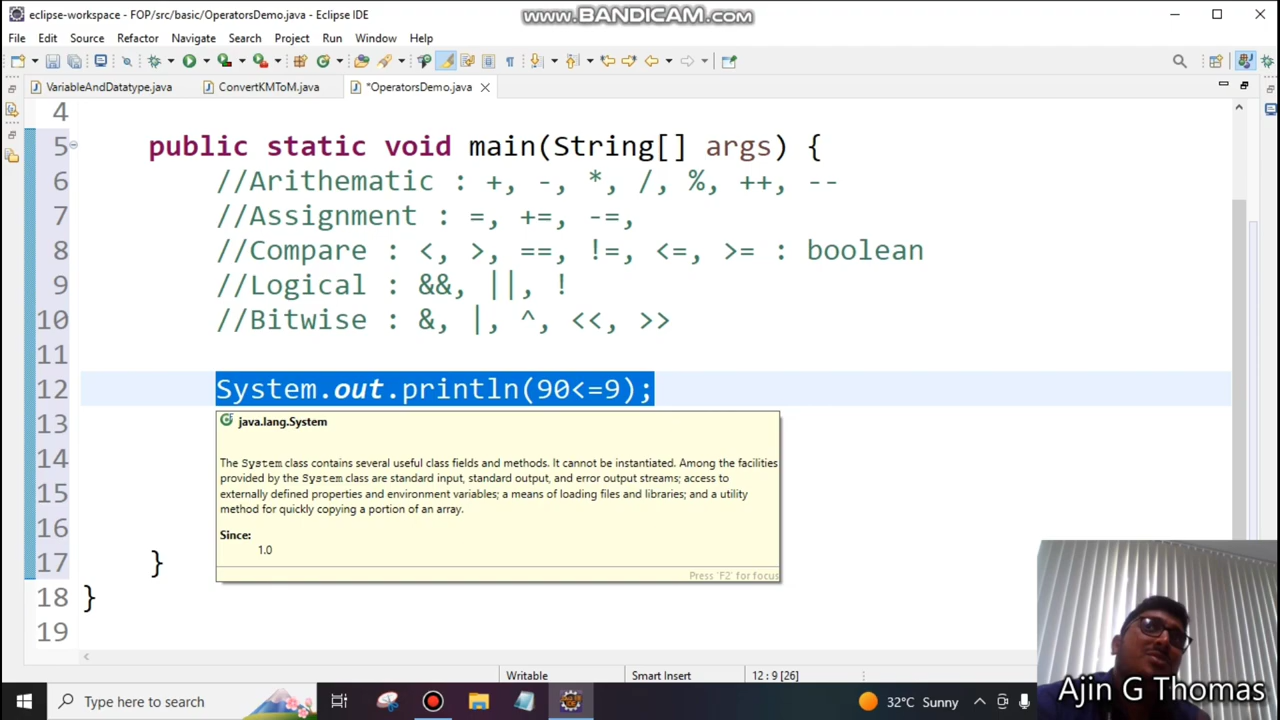 eclipse-workspace - FOP/src/basic/OperatorsDemo.java - Eclipse IDE
www.BANDICAM.com
File Edit Source Refactor Navigate Search Project Run Window Help
VariableAndDatatype.java ConvertKMToM.java *OperatorsDemo.java
4
5 public static void main(String[] args) {
6 //Arithematic : +, -, *, /, %, ++, --
7 //Assignment : =, +=, -=,
8 //Compare : <, >, ==, !=, <=, >= : boolean
9 //Logical : &&, ||, !
10 //Bitwise : &, |, ^, <<, >>
11
12 System.out.println(90<=9);
13
14
15
16
17 }
18 }
19
java.lang.System
The System class contains several useful class fields and methods. It cannot be instantiated. Among the facilities
provided by the System class are standard input, standard output, and error output streams; access to
externally defined properties and environment variables; a means of loading files and libraries; and a utility
method for quickly copying a portion of an array.
Since:
1.0
Press 'F2' for focus
Writable Smart Insert 12 : 9 [26]
Ajin G Thomas
Type here to search 32°C Sunny